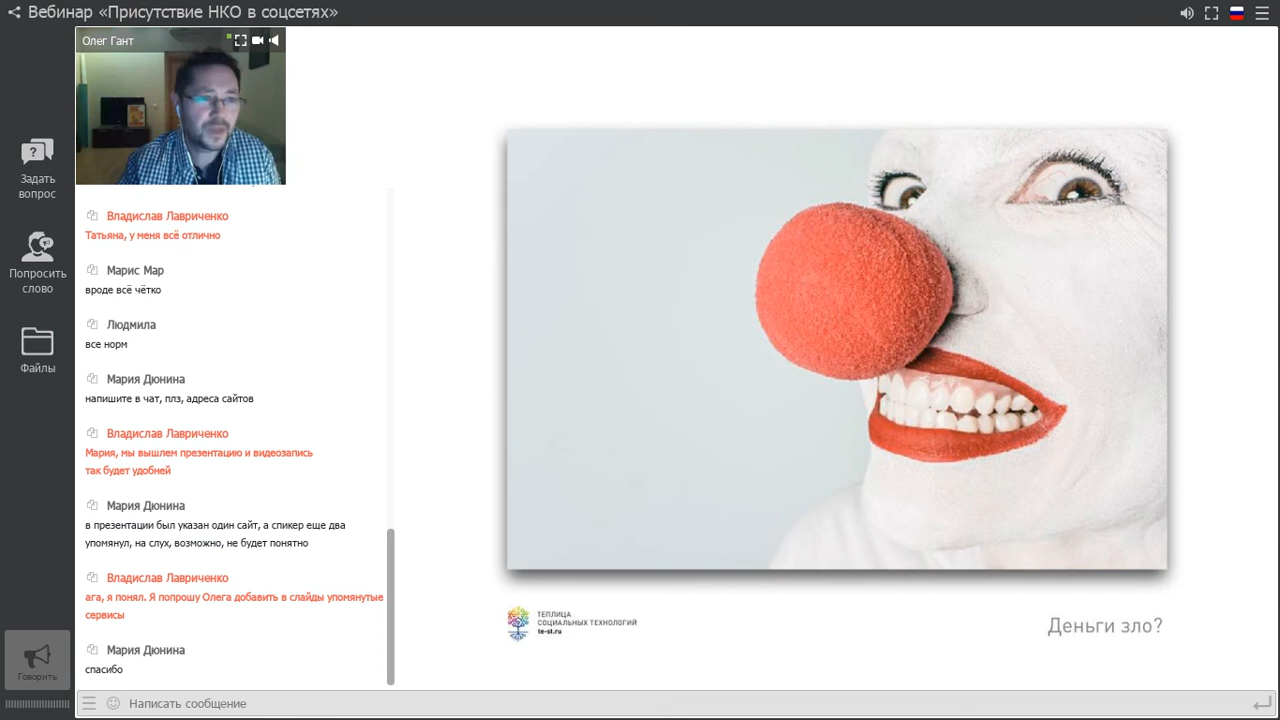 Вебинар «Присутствие НКО в соцсетях»
Олег Гант
Задать
вопрос
Попросить
слово
Файлы
Говорить
Владислав Лавриченко
Татьяна, у меня всё отлично
Марис Мар
вроде всё чётко
Людмила
все норм
Мария Дюнина
напишите в чат, плз, адреса сайтов
Владислав Лавриченко
Мария, мы вышлем презентацию и видеозапись
так будет удобней
Мария Дюнина
в презентации был указан один сайт, а спикер еще два
упомянул, на слух, возможно, не будет понятно
Владислав Лавриченко
ага, я понял. Я попрошу Олега добавить в слайды упомянутые
сервисы
Мария Дюнина
спасибо
Написать сообщение
ТЕПЛИЦА
СОЦИАЛЬНЫХ ТЕХНОЛОГИЙ
te-st.ru
Деньги зло?